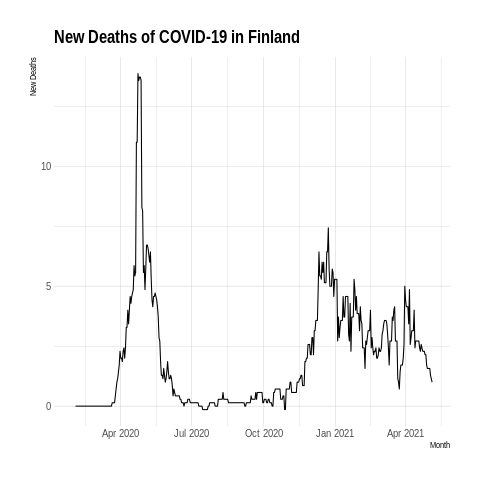 New Deaths of COVID-19 in Finland
New Deaths
10
5
0
Apr 2020 Jul 2020 Oct 2020 Jan 2021 Apr 2021
Month